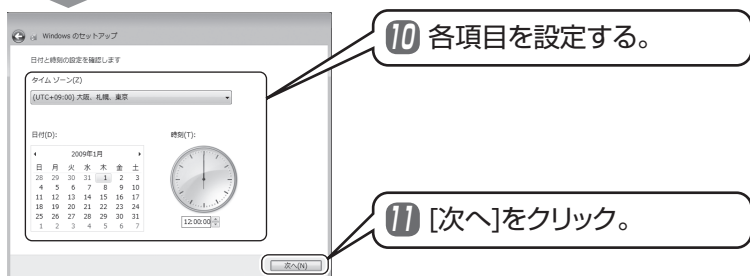 Windows のセットアップ
日付と時刻の設定を確認します
タイム ゾーン(Z)
(UTC+09:00) 大阪、札幌、東京
日付(D):
時刻(T):
2009年1月
日 月 火 水 木 金 土
28 29 30 31 1 2 3
4 5 6 7 8 9 10
11 12 13 14 15 16 17
18 19 20 21 22 23 24
25 26 27 28 29 30 31
1 2 3 4 5 6 7
12:00:00
次へ(N)
10 各項目を設定する。
11 [次へ]をクリック。